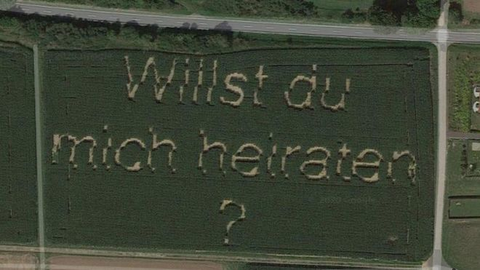 Willst du
mich heiraten
?